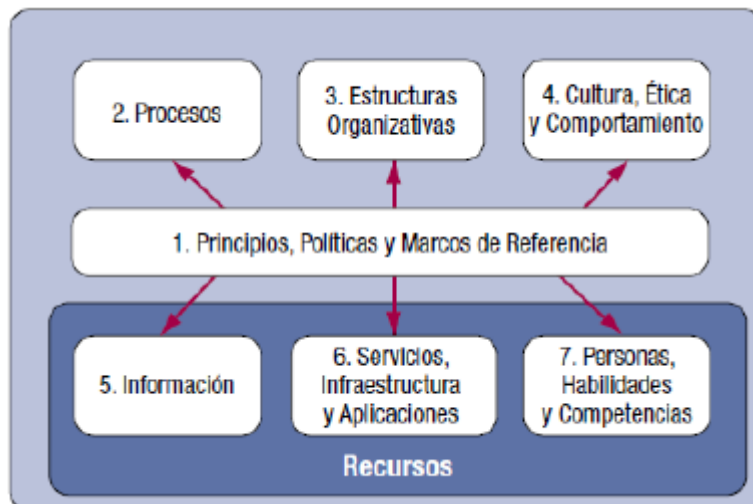 2. Procesos
3. Estructuras
Organizativas
4. Cultura, Ética
y Comportamiento
1. Principios, Políticas y Marcos de Referencia
5. Información
6. Servicios,
Infraestructura
y Aplicaciones
7. Personas,
Habilidades
y Competencias
Recursos